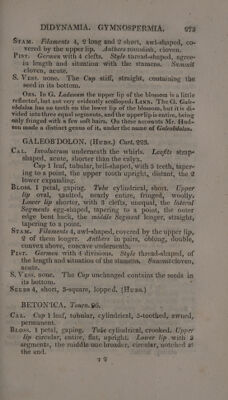 DIDYNAMIA. GYMNOSPERMIA. 273
STAM. Filaments 4, 2 long and 2 short, awl-shaped, co-
vered by the upper lip. Anthers roundish, cloven.
PIST. Germen with 4 clefts. Style thread-shaped, agree-
in length and situation with the stamens. Summit
cloven, acute.
S. VESS. none. The Cup stiff, straight, containing the
seed in its bottom.
OBS. In G. Ladanum the upper lip of the blossom is a little
reflected, but not very evidently scolloped. LINN. The G. Gale-
obdolon has no teeth on the lower lip of the blossom, but it is di-
vided into three equal segments, and the upper lip is entire, being
only fringed with a few soft hairs. On these accounts Mr. Hud-
son made a distinct genus of it, under the name of Galeobdolon.
GALEOB'DOLON. (HUDS.) Curt. 223.
CAL. Involucrum underneath the whirls. Leafits strap-
shaped, acute, shorter than the calyx.
Cup 1 leaf, tubular, bell-shaped, with 5 teeth, taper-
ing to a point, the upper tooth upright, distant, the 2
lower expanding.
BLOSS. 1 petal, gaping. Tube cylindrical, short. Upper
lip oval, vaulted, nearly entire, fringed, woolly;
Lower lip shorter, with 3 clefts, unequal, the lateral
Segments egg-shaped, tapering to a point, the outer
edge bent back, the middle Segment longer, straight,
tapering to a point.
STAM. Filaments 4, awl-shaped, covered by the upper lip,
2 of them longer. Anthers in pairs, oblong, double,
convex above, concave underneath.
PIST. Germen with 4 divisions. Style thread-shaped, of
the length and situation of the stamens. Summit cloven,
acute.
S. VESS. none. The Cup unchanged contains the seeds in
its bottom.
SEEDS 4, short, 3-square, lopped. (HUDS.)
BETON'ICA. Tourn. 96.
CAL. Cup 1 leaf, tubular, cylindrical, 5-toothed, awned,
permanent.
BLOSS. 1 petal, gaping. Tube cylindrical, crooked. Upper
lip circular, entire, flat, upright. Lower lip with 3
segments, the middle one broader, circular, notched at
the end.